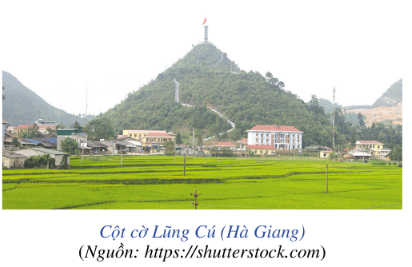 Cột cờ Lũng Cú (Hà Giang)
(Nguồn: https://shutterstock.com)